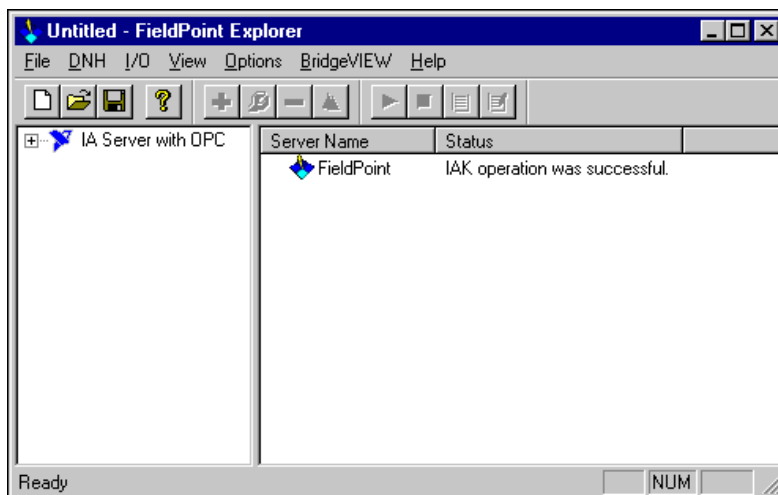 Untitled - FieldPoint Explorer
File DNH I/O View Options BridgeVIEW Help
IA Server with OPC
Server Name Status
FieldPoint IAK operation was successful.
Ready NUM